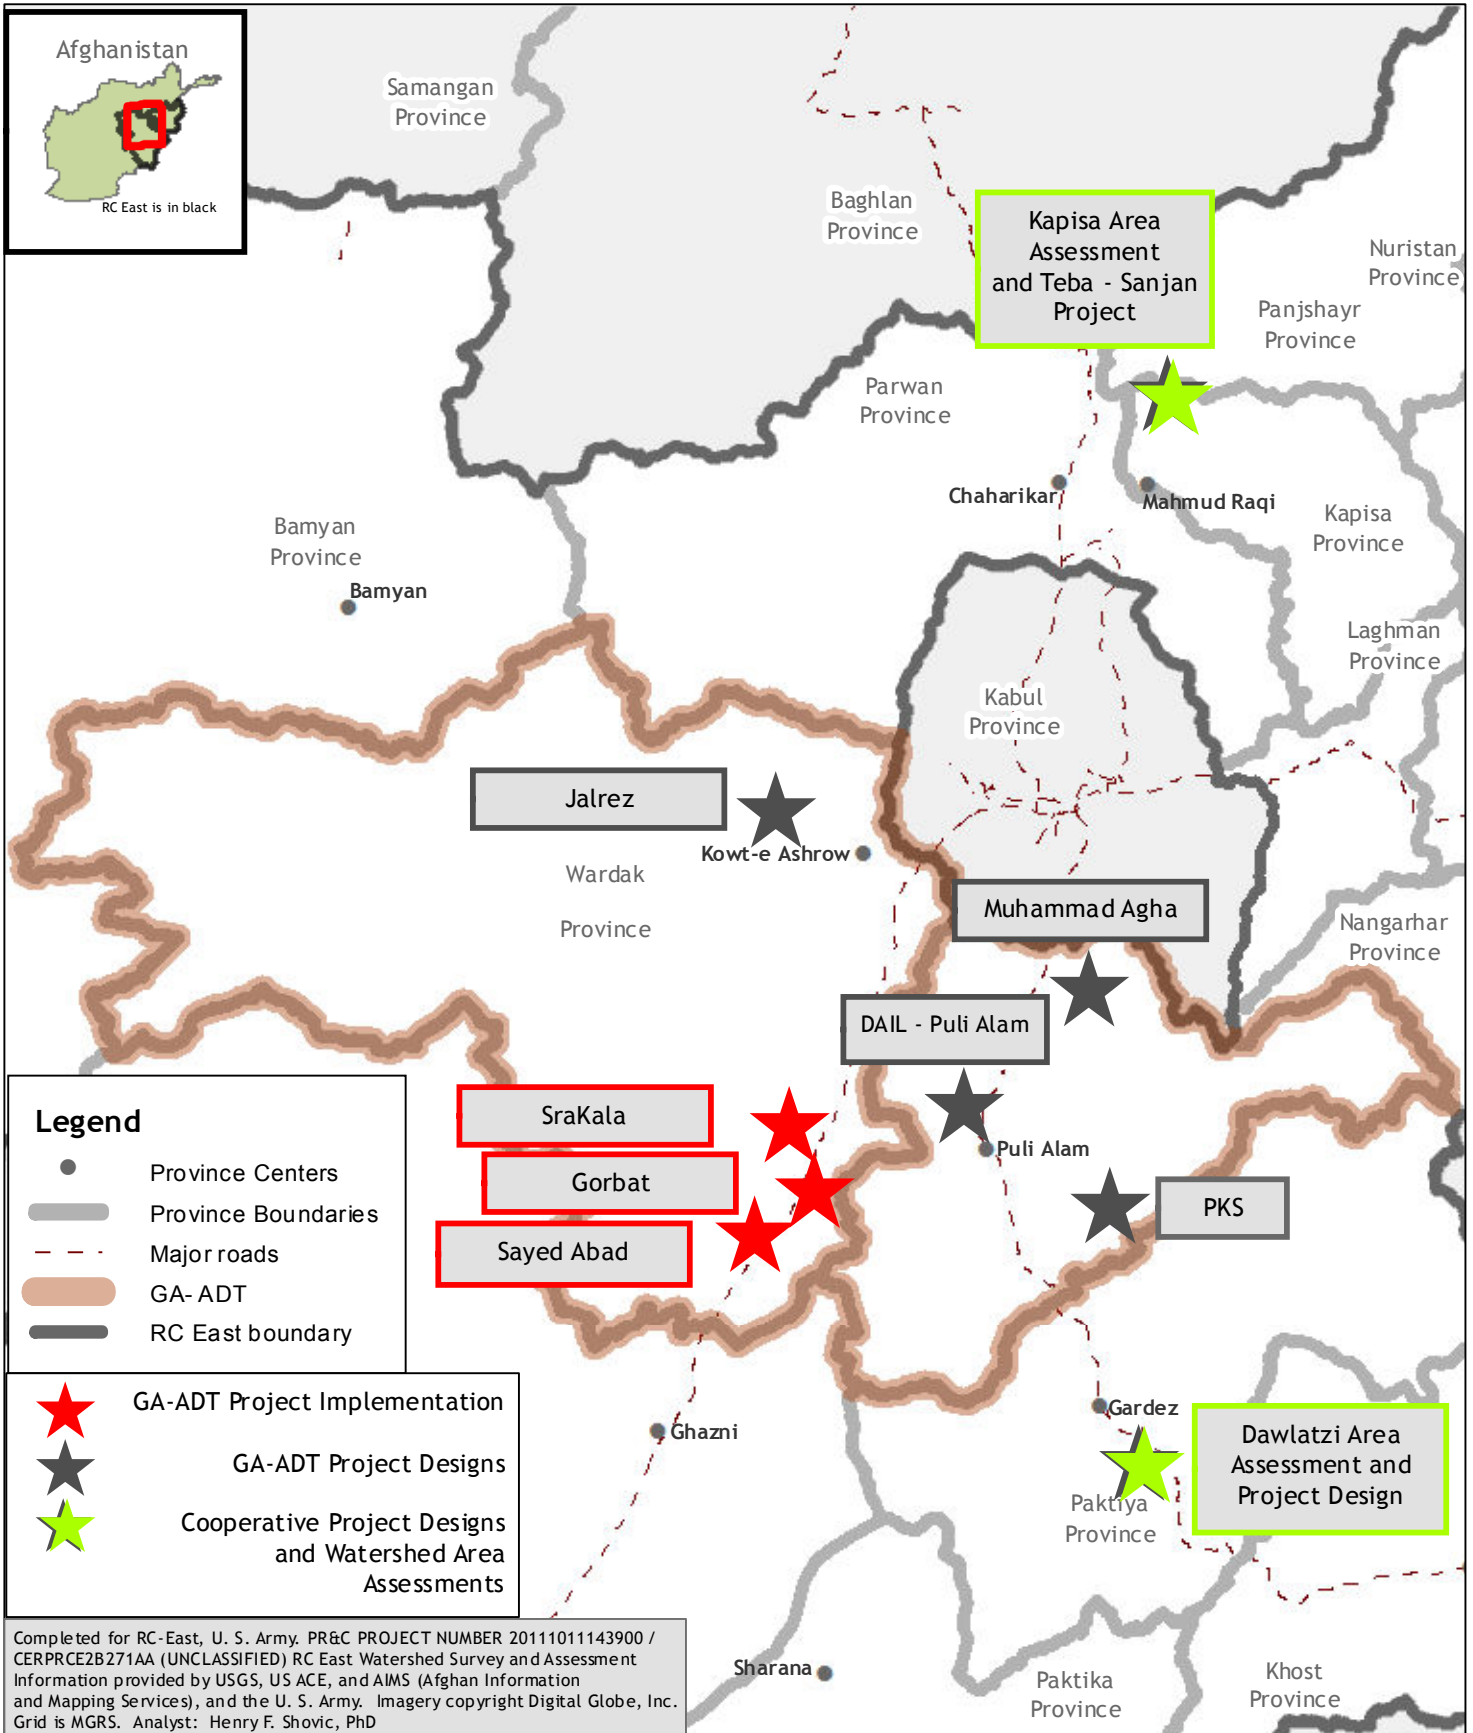 Afghanistan
RC East is in black
Samangan
Province
Baghlan
Province
Kapisa Area
Assessment
and Teba - Sanjan
Project
Nuristan
Province
Panjshayr
Province
Parwan
Province
Chaharikar
Mahmud Raqi
Kapisa
Province
Bamyan
Province
Bamyan
Laghman
Province
Kabul
Province
Jalrez
Kowt-e Ashrow
Wardak
Province
Muhammad Agha
Nangarhar
Province
DAIL - Puli Alam
SraKala
Puli Alam
Gorbat
PKS
Sayed Abad
Legend
Province Centers
Province Boundaries
Major roads
GA- ADT
RC East boundary
GA-ADT Project Implementation
GA-ADT Project Designs
Cooperative Project Designs
and Watershed Area
Assessments
Ghazni
Gardez
Dawlatzi Area
Assessment and
Project Design
Paktiya
Province
Sharana
Paktika
Province
Khost
Province
Completed for RC-East, U. S. Army. PR&C PROJECT NUMBER 20111011143900 /
CERPRCE2B271AA (UNCLASSIFIED) RC East Watershed Survey and Assessment
Information provided by USGS, US ACE, and AIMS (Afghan Information
and Mapping Services), and the U. S. Army. Imagery copyright Digital Globe, Inc.
Grid is MGRS. Analyst: Henry F. Shovic, PhD